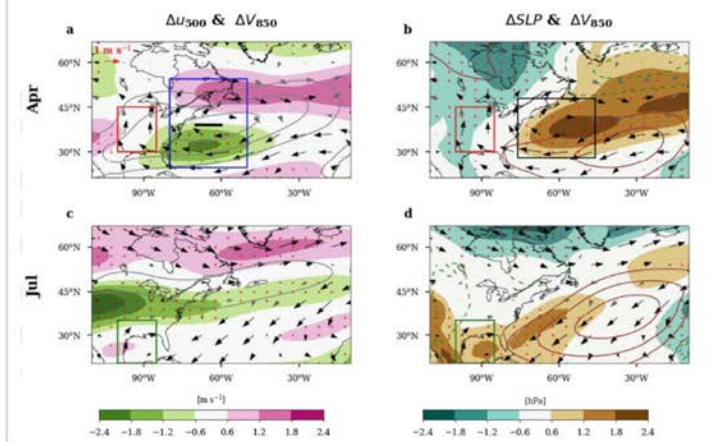 Δu₅₀₀ & ΔV₈₅₀
ΔSLP & ΔV₈₅₀
a
b
1 m s⁻¹
Apr
60°N
45°N
30°N
60°N
45°N
30°N
90°W 60°W 30°W
90°W 60°W 30°W
c
d
Jul
60°N
45°N
30°N
60°N
45°N
30°N
90°W 60°W 30°W
90°W 60°W 30°W
[m s⁻¹]
[hPa]
−2.4 −1.8 −1.2 −0.6 0.6 1.2 1.8 2.4
−2.4 −1.8 −1.2 −0.6 0.6 1.2 1.8 2.4